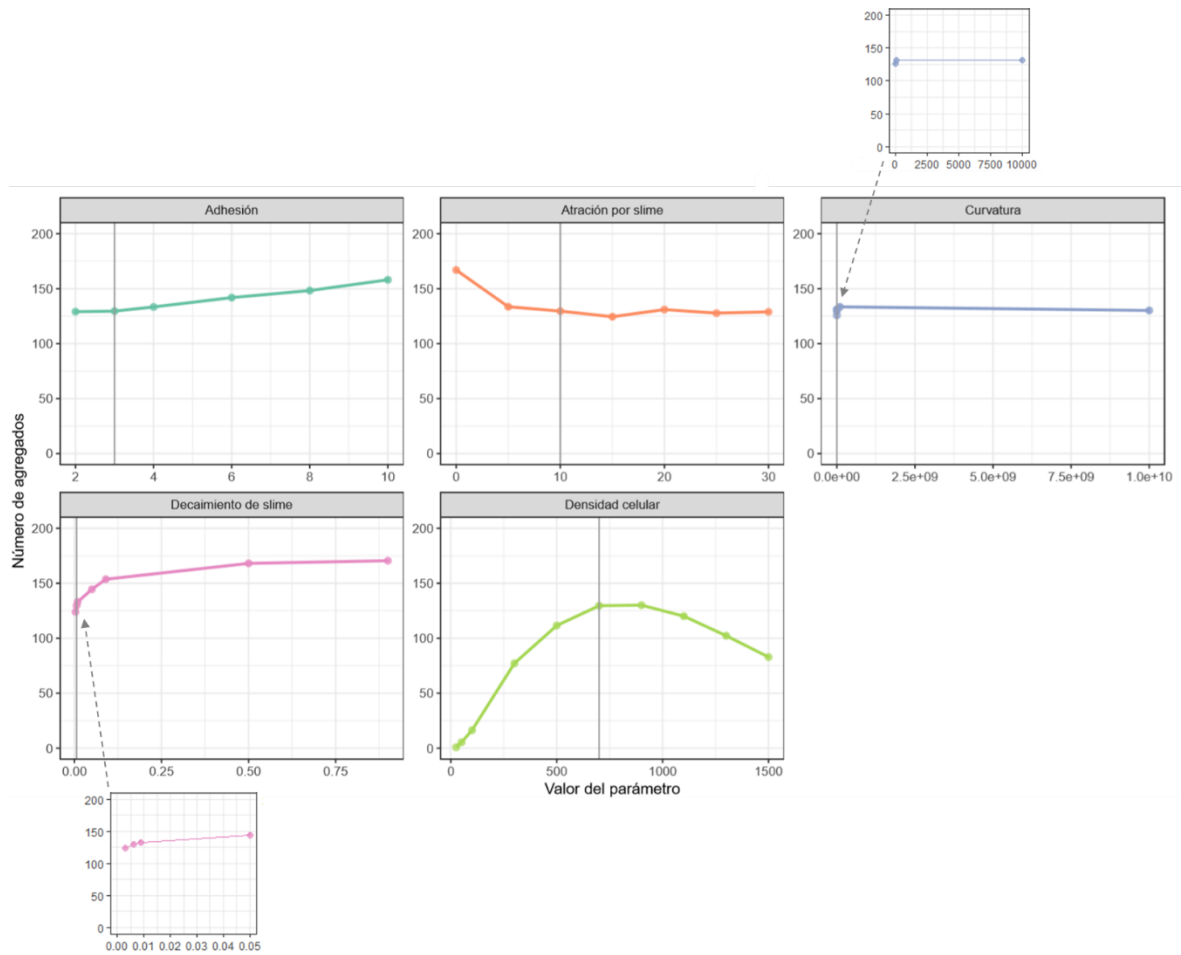 200
150
100
50
0
0 2500 5000 7500 10000
Adhesión
Atración por slime
Curvatura
200
150
100
50
0
2 4 6 8 10
200
150
100
50
0
0 10 20 30
200
150
100
50
0
0.0e+00 2.5e+09 5.0e+09 7.5e+09 1.0e+10
Número de agregados
Decaimiento de slime
Densidad celular
200
150
100
50
0
0.00 0.25 0.50 0.75
200
150
100
50
0
0 500 1000 1500
Valor del parámetro
200
150
100
50
0
0.00 0.01 0.02 0.03 0.04 0.05